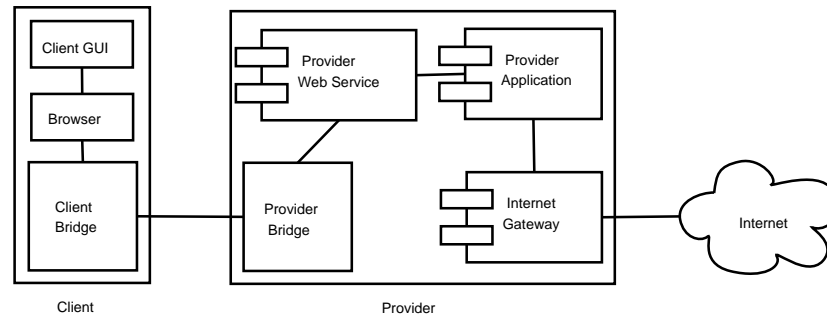 Client GUI
Browser
Client
Bridge
Client
Provider
Web Service
Provider
Application
Provider
Bridge
Internet
Gateway
Provider
Internet